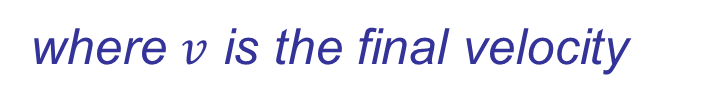 where 𝑣 is the final velocity